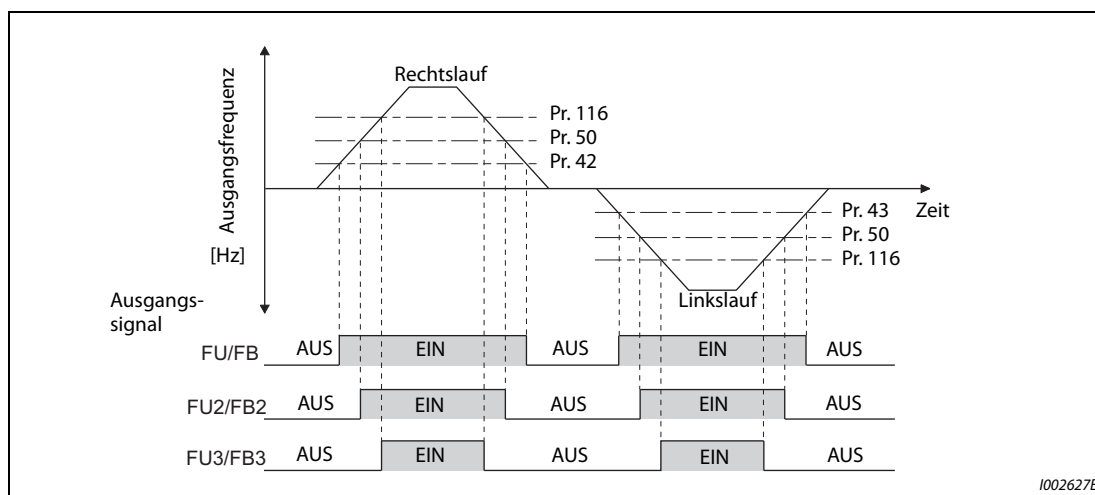 Ausgangsfrequenz
[Hz]
Rechtslauf
Pr. 116
Pr. 50
Pr. 42
Zeit
Pr. 43
Pr. 50
Pr. 116
Linkslauf
Ausgangs-
signal
FU/FB AUS EIN AUS EIN AUS
FU2/FB2 AUS EIN AUS EIN AUS
FU3/FB3 AUS EIN AUS EIN AUS
I002627E